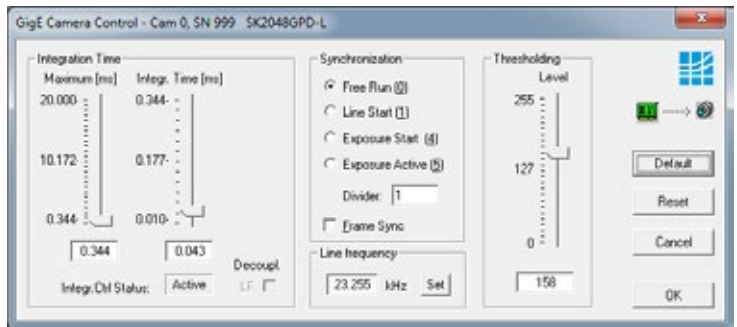 GigE Camera Control - Cam 0, SN 999 SK2048GPD-L
Integration Time
Maximum [ms] Integr. Time [ms]
20.000 0.344
10.172 0.177
0.344 0.010
0.344 0.043
Decoupl.
Integr.Ctrl Status: Active LF
Synchronization
Free Run (0)
Line Start (1)
Exposure Start (4)
Exposure Active (5)
Divider: 1
Frame Sync
Line frequency
23.255 kHz Set
Thresholding
Level
255
127
0
158
Default
Reset
Cancel
OK